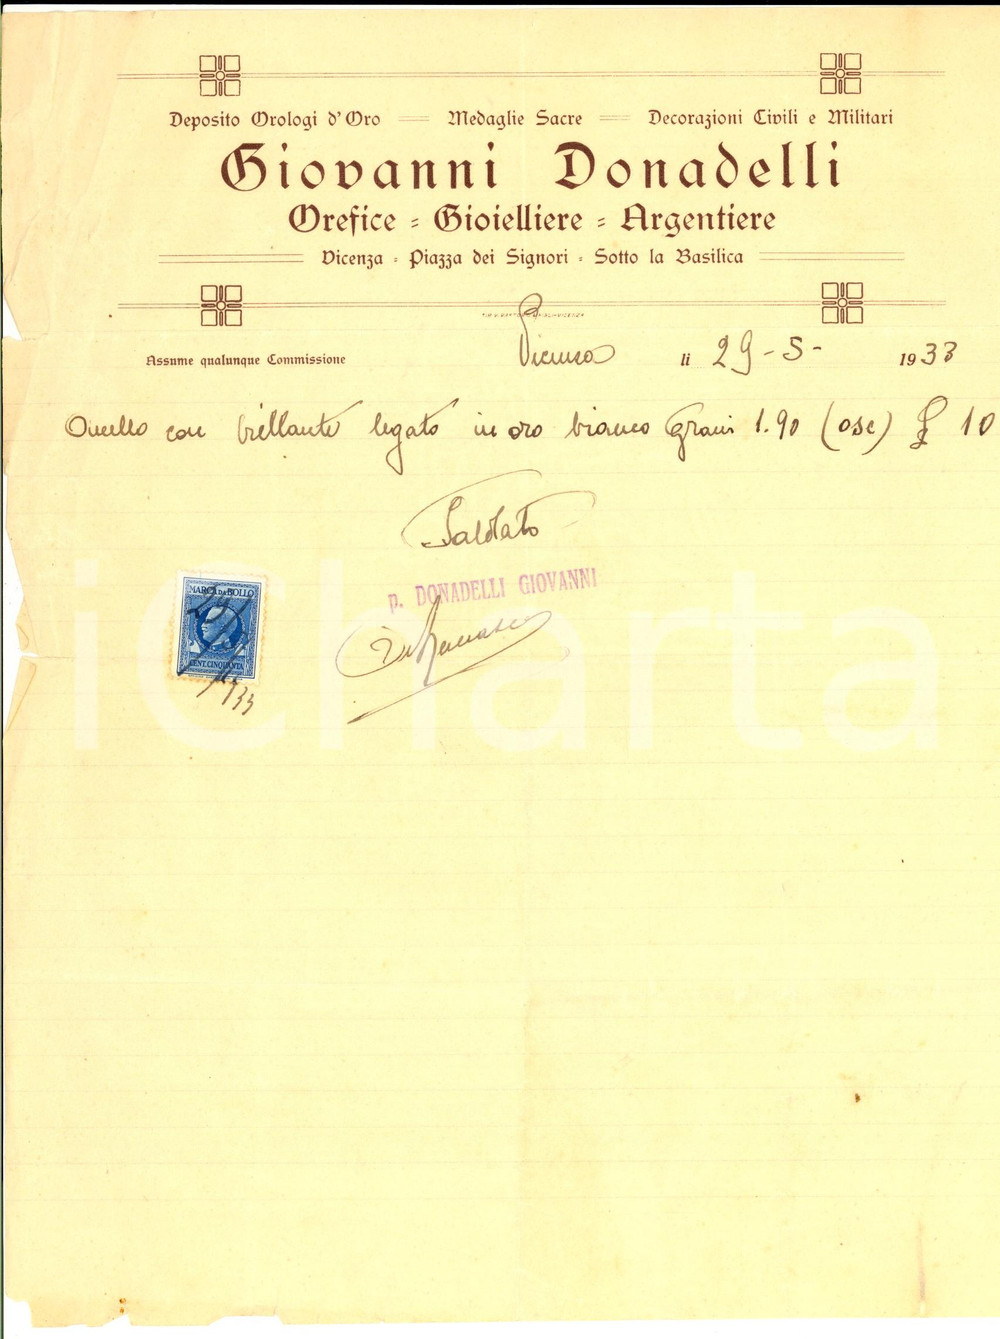 Deposito Orologi d'Oro — Medaglie Sacre — Decorazioni Civili e Militari
Giovanni Donadelli
Orefice - Gioielliere - Argentiere
Vicenza - Piazza dei Signori - Sotto la Basilica
Assume qualunque Commissione
Vicenza li 29-5- 1933
Anello con brillante legato in oro bianco Grani 1.90 (ose) £ 10
Saldato
p. DONADELLI GIOVANNI
MARCA DA BOLLO
CENT. CINQUANTA
33
iCharta